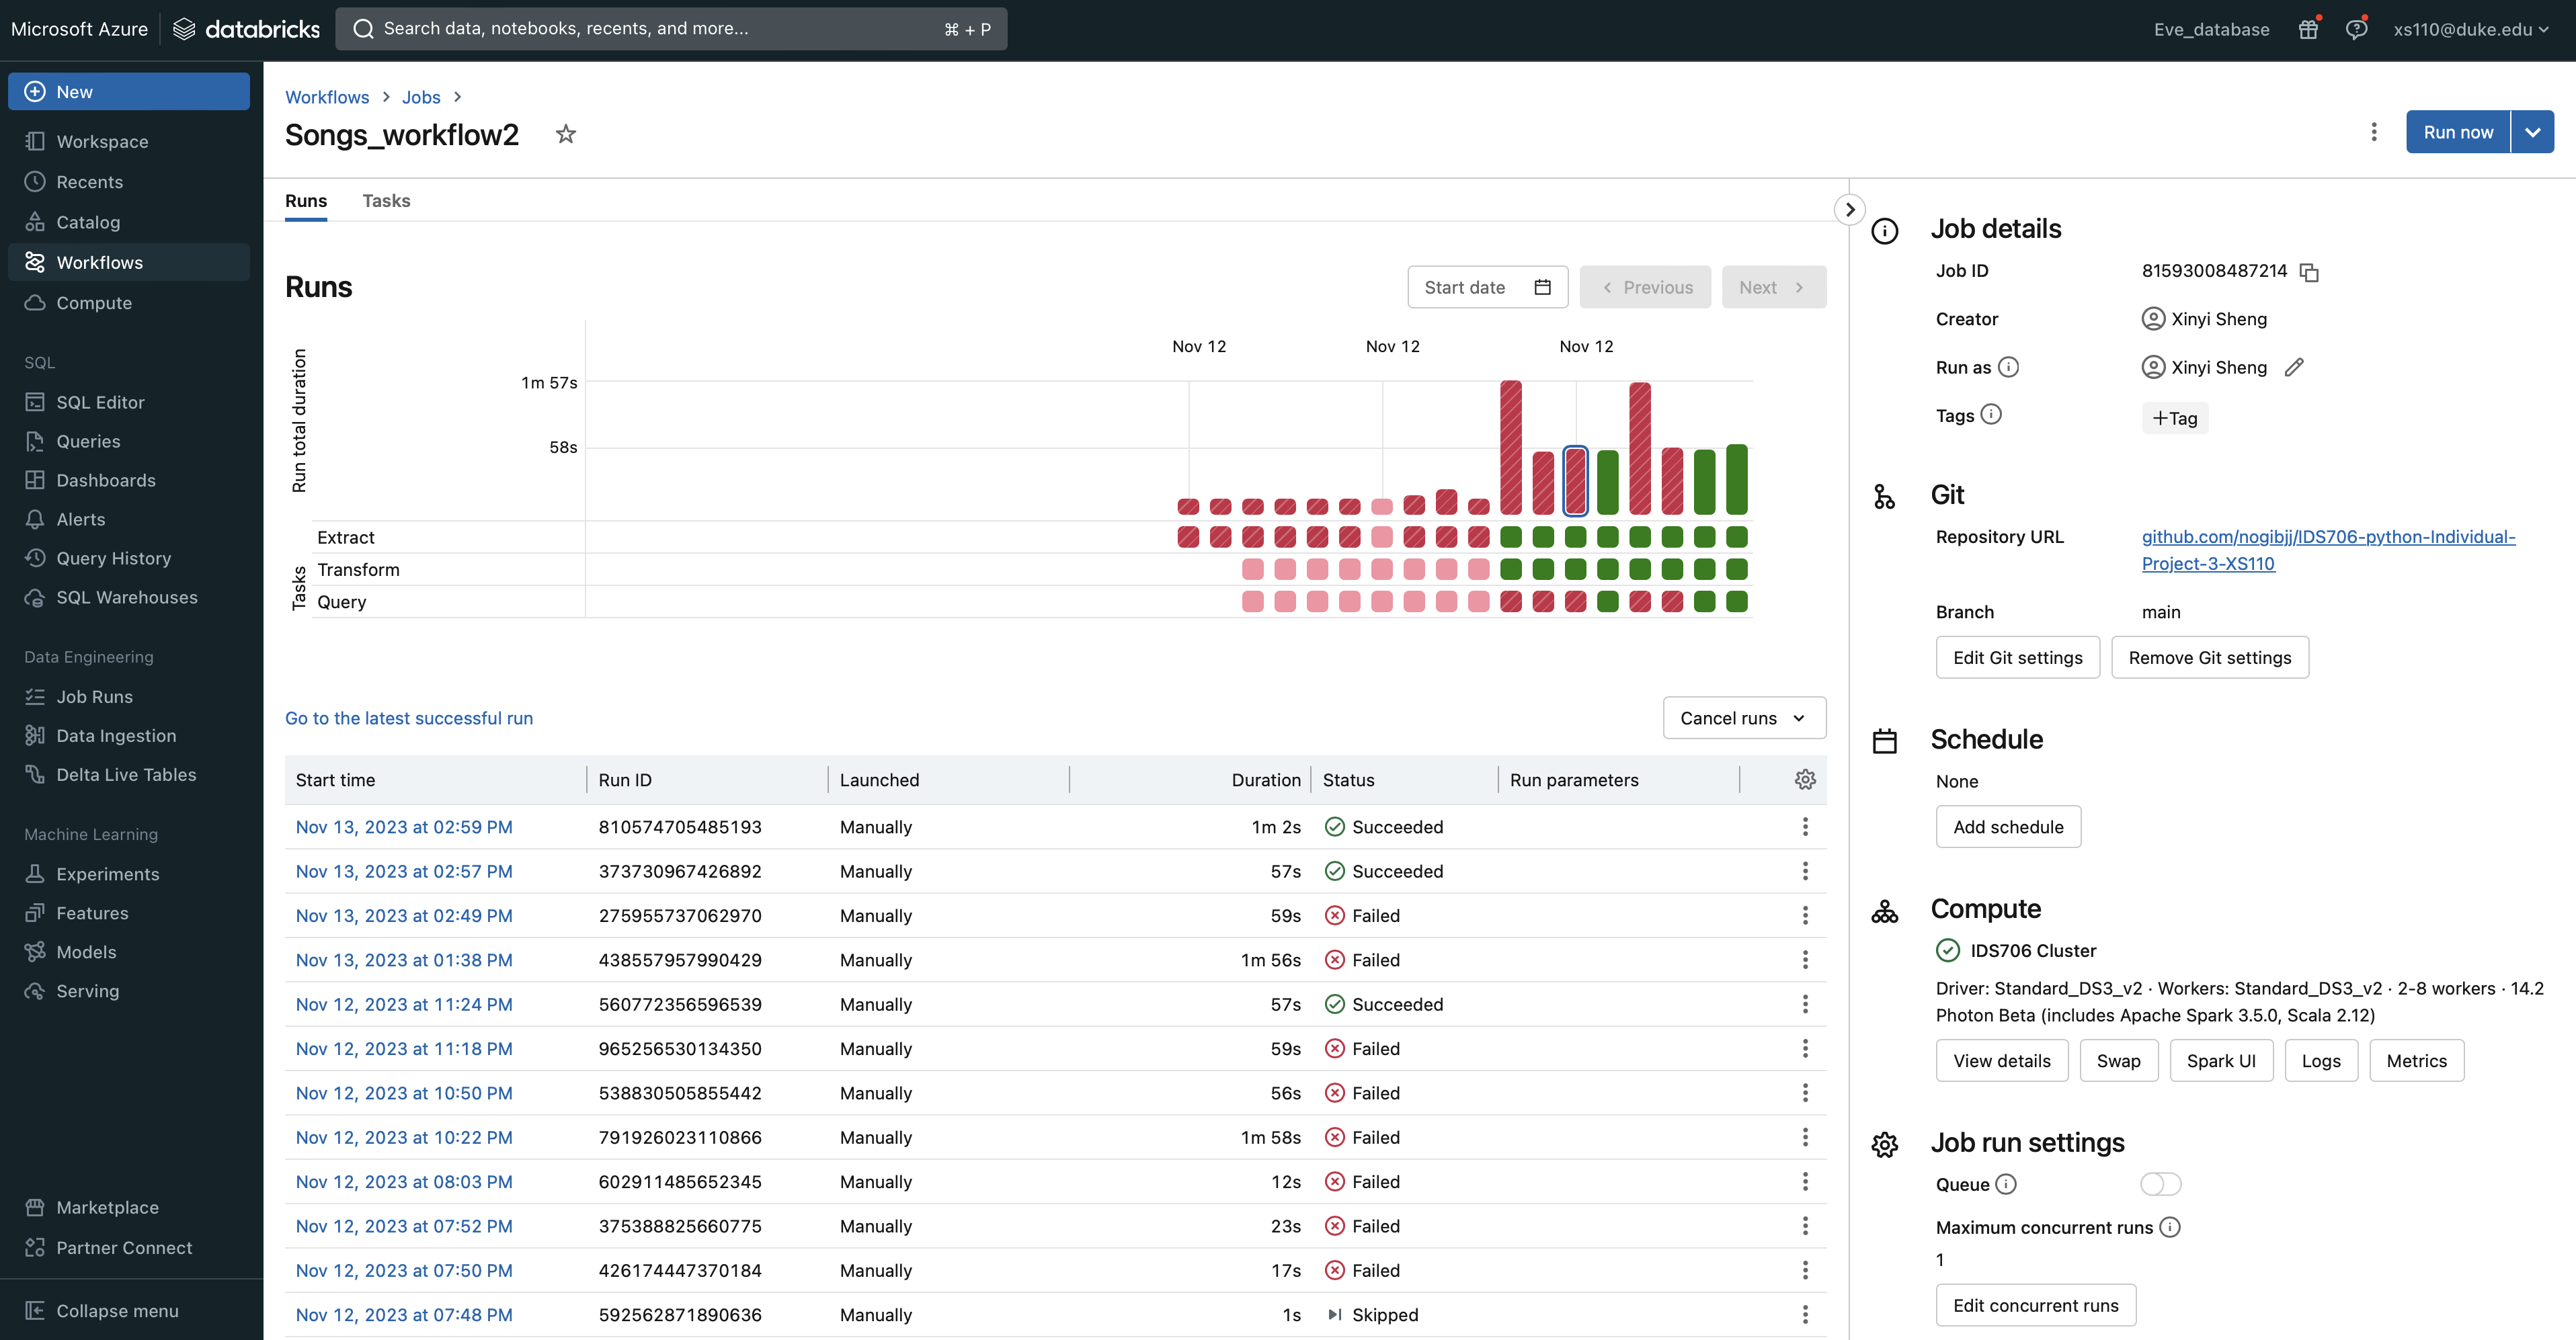 Microsoft Azure
databricks
Search data, notebooks, recents, and more...
⌘ + P
Eve_database
xs110@duke.edu
New
Workspace
Recents
Catalog
Workflows
Compute
SQL
SQL Editor
Queries
Dashboards
Alerts
Query History
SQL Warehouses
Data Engineering
Job Runs
Data Ingestion
Delta Live Tables
Machine Learning
Experiments
Features
Models
Serving
Marketplace
Partner Connect
Collapse menu
Workflows > Jobs >
Songs_workflow2
Run now
Runs
Tasks
Runs
Start date
Previous
Next
Nov 12
Nov 12
Nov 12
Run total duration
1m 57s
58s
Tasks
Extract
Transform
Query
Go to the latest successful run
Cancel runs
Start time Run ID Launched Duration Status Run parameters
Nov 13, 2023 at 02:59 PM 810574705485193 Manually 1m 2s Succeeded
Nov 13, 2023 at 02:57 PM 373730967426892 Manually 57s Succeeded
Nov 13, 2023 at 02:49 PM 275955737062970 Manually 59s Failed
Nov 13, 2023 at 01:38 PM 438557957990429 Manually 1m 56s Failed
Nov 12, 2023 at 11:24 PM 560772356596539 Manually 57s Succeeded
Nov 12, 2023 at 11:18 PM 965256530134350 Manually 59s Failed
Nov 12, 2023 at 10:50 PM 538830505855442 Manually 56s Failed
Nov 12, 2023 at 10:22 PM 791926023110866 Manually 1m 58s Failed
Nov 12, 2023 at 08:03 PM 602911485652345 Manually 12s Failed
Nov 12, 2023 at 07:52 PM 375388825660775 Manually 23s Failed
Nov 12, 2023 at 07:50 PM 426174447370184 Manually 17s Failed
Nov 12, 2023 at 07:48 PM 592562871890636 Manually 1s Skipped
Job details
Job ID 81593008487214
Creator Xinyi Sheng
Run as Xinyi Sheng
Tags +Tag
Git
Repository URL github.com/nogibjj/IDS706-python-Individual-
Project-3-XS110
Branch main
Edit Git settings
Remove Git settings
Schedule
None
Add schedule
Compute
IDS706 Cluster
Driver: Standard_DS3_v2 · Workers: Standard_DS3_v2 · 2-8 workers · 14.2
Photon Beta (includes Apache Spark 3.5.0, Scala 2.12)
View details
Swap
Spark UI
Logs
Metrics
Job run settings
Queue
Maximum concurrent runs
1
Edit concurrent runs